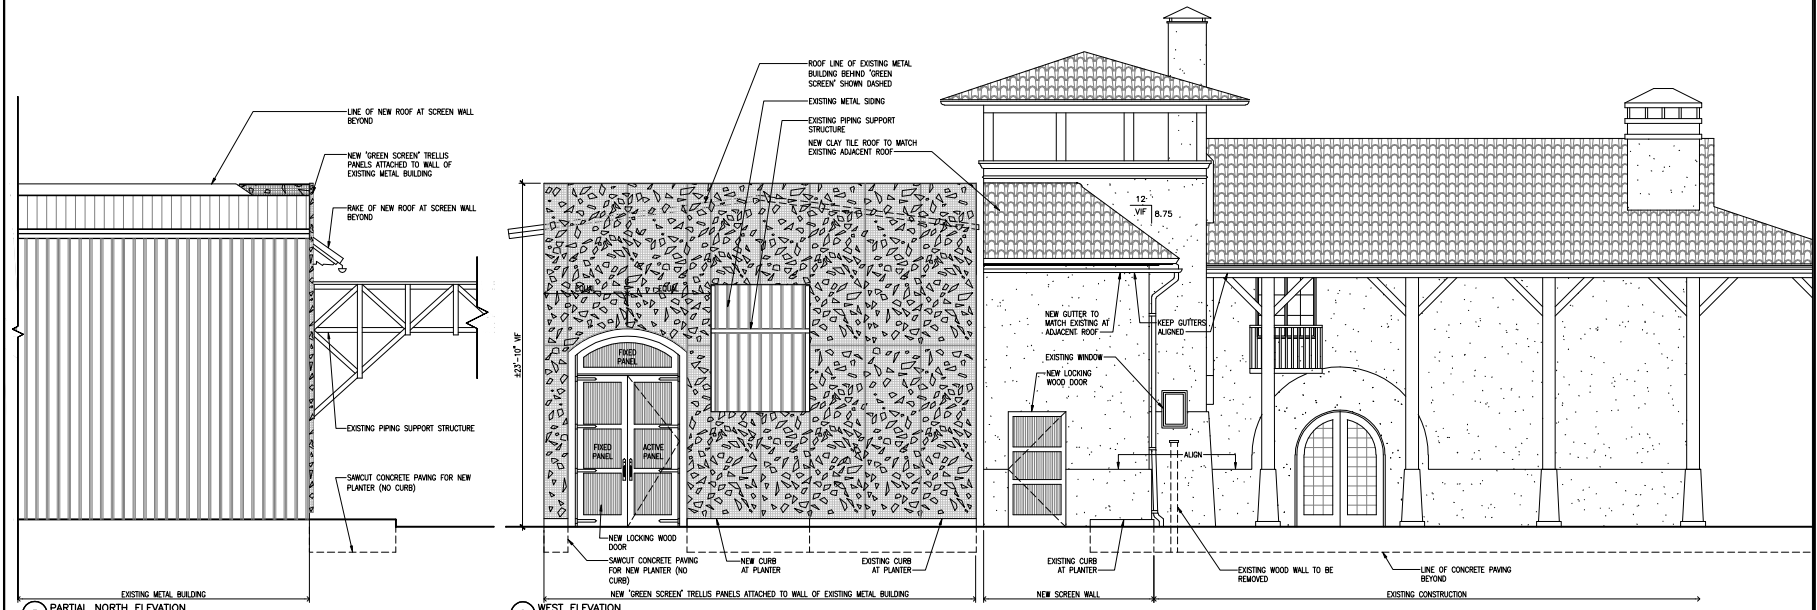 LINE OF NEW ROOF AT SCREEN WALL
BEYOND
NEW "GREEN SCREEN" TRELLIS
PANELS ATTACHED TO WALL OF
EXISTING METAL BUILDING
RAKE OF NEW ROOF AT SCREEN WALL
BEYOND
EXISTING PIPING SUPPORT STRUCTURE
SAWCUT CONCRETE PAVING FOR NEW
PLANTER (NO CURB)
EXISTING METAL BUILDING
PARTIAL NORTH ELEVATION
ROOF LINE OF EXISTING METAL
BUILDING BEHIND "GREEN
SCREEN" SHOWN DASHED
EXISTING METAL SIDING
EXISTING PIPING SUPPORT
STRUCTURE
NEW CLAY TILE ROOF TO MATCH
EXISTING ADJACENT ROOF
±23'-10" VIF
EQUAL
EQUAL
FIXED
PANEL
FIXED
PANEL
ACTIVE
PANEL
NEW LOCKING WOOD
DOOR
SAWCUT CONCRETE PAVING
FOR NEW PLANTER (NO
CURB)
NEW CURB
AT PLANTER
EXISTING CURB
AT PLANTER
NEW "GREEN SCREEN" TRELLIS PANELS ATTACHED TO WALL OF EXISTING METAL BUILDING
WEST ELEVATION
12
VIF
8.75
NEW GUTTER TO
MATCH EXISTING AT
ADJACENT ROOF
KEEP GUTTERS
ALIGNED
EXISTING WINDOW
NEW LOCKING
WOOD DOOR
ALIGN
EXISTING CURB
AT PLANTER
EXISTING WOOD WALL TO BE
REMOVED
LINE OF CONCRETE PAVING
BEYOND
NEW SCREEN WALL
EXISTING CONSTRUCTION